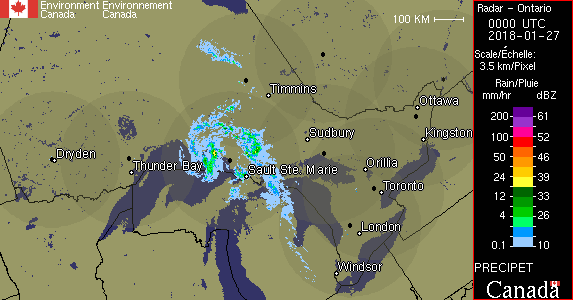 Environment Environnement
Canada Canada
100 KM
Timmins
Ottawa
Sudbury
Kingston
Dryden
Thunder Bay
Sault Ste. Marie
Orillia
Toronto
London
Windsor
Radar - Ontario
0000 UTC
2018-01-27
Scale/Échelle:
3.5 km/Pixel
Rain/Pluie
mm/hr dBZ
200 61
100 52
50 46
24 39
12 33
4 26
0.1 10
PRECIPET
Canada